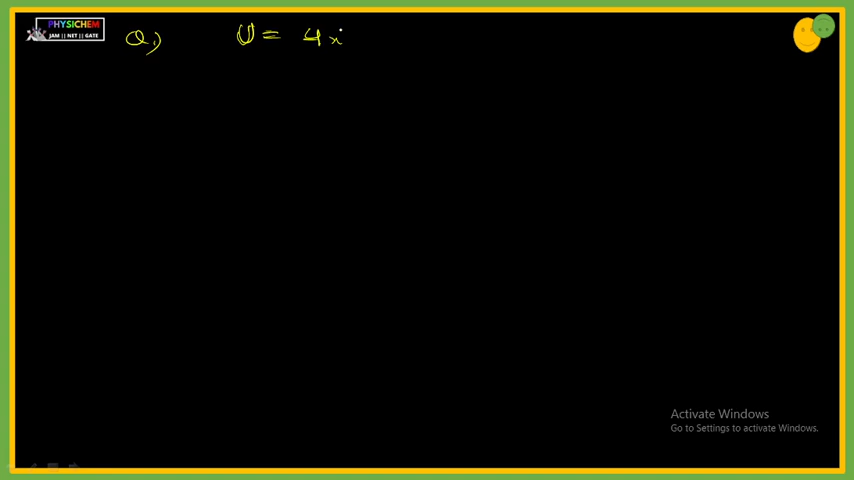 PHYSICHEM
JAM || NET || GATE
Q,) U = 4x
Activate Windows
Go to Settings to activate Windows.